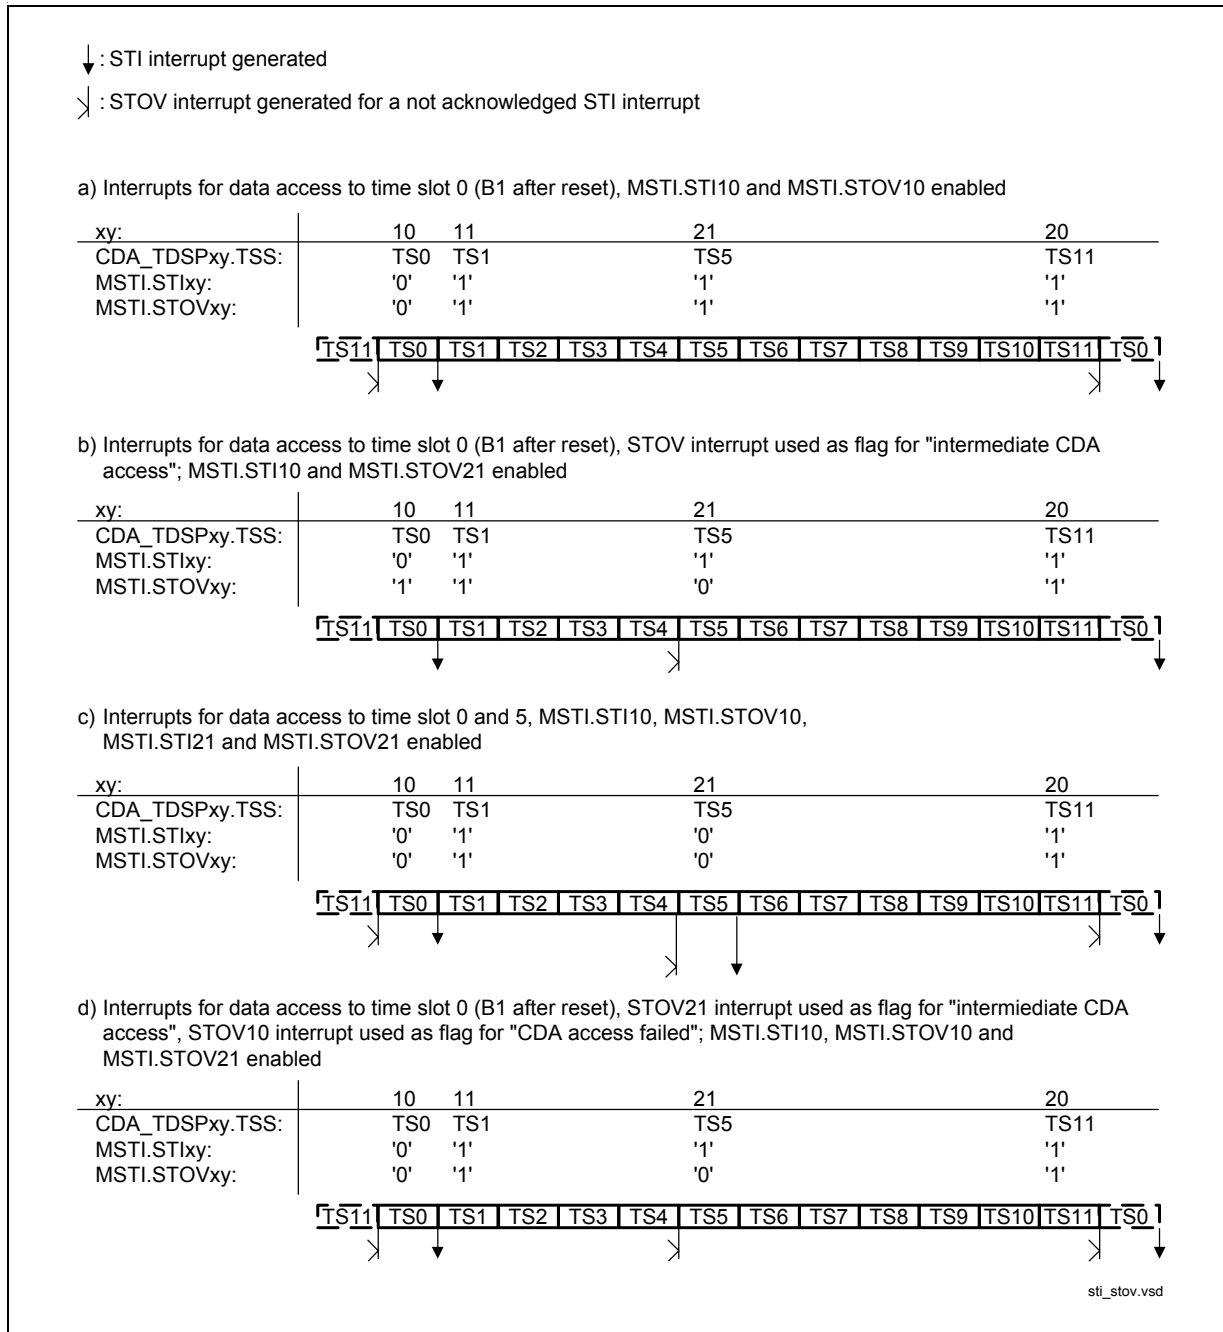 : STI interrupt generated
: STOV interrupt generated for a not acknowledged STI interrupt
a) Interrupts for data access to time slot 0 (B1 after reset), MSTI.STI10 and MSTI.STOV10 enabled
xy: 10 11 21 20
CDA_TDSPxy.TSS: TS0 TS1 TS5 TS11
MSTI.STIxy: '0' '1' '1' '1'
MSTI.STOVxy: '0' '1' '1' '1'
TS11 TS0 TS1 TS2 TS3 TS4 TS5 TS6 TS7 TS8 TS9 TS10 TS11 TS0
b) Interrupts for data access to time slot 0 (B1 after reset), STOV interrupt used as flag for "intermediate CDA
access"; MSTI.STI10 and MSTI.STOV21 enabled
xy: 10 11 21 20
CDA_TDSPxy.TSS: TS0 TS1 TS5 TS11
MSTI.STIxy: '0' '1' '1' '1'
MSTI.STOVxy: '1' '1' '0' '1'
TS11 TS0 TS1 TS2 TS3 TS4 TS5 TS6 TS7 TS8 TS9 TS10 TS11 TS0
c) Interrupts for data access to time slot 0 and 5, MSTI.STI10, MSTI.STOV10,
MSTI.STI21 and MSTI.STOV21 enabled
xy: 10 11 21 20
CDA_TDSPxy.TSS: TS0 TS1 TS5 TS11
MSTI.STIxy: '0' '1' '0' '1'
MSTI.STOVxy: '0' '1' '0' '1'
TS11 TS0 TS1 TS2 TS3 TS4 TS5 TS6 TS7 TS8 TS9 TS10 TS11 TS0
d) Interrupts for data access to time slot 0 (B1 after reset), STOV21 interrupt used as flag for "intermiediate CDA
access", STOV10 interrupt used as flag for "CDA access failed"; MSTI.STI10, MSTI.STOV10 and
MSTI.STOV21 enabled
xy: 10 11 21 20
CDA_TDSPxy.TSS: TS0 TS1 TS5 TS11
MSTI.STIxy: '0' '1' '1' '1'
MSTI.STOVxy: '0' '1' '0' '1'
TS11 TS0 TS1 TS2 TS3 TS4 TS5 TS6 TS7 TS8 TS9 TS10 TS11 TS0
sti_stov.vsd